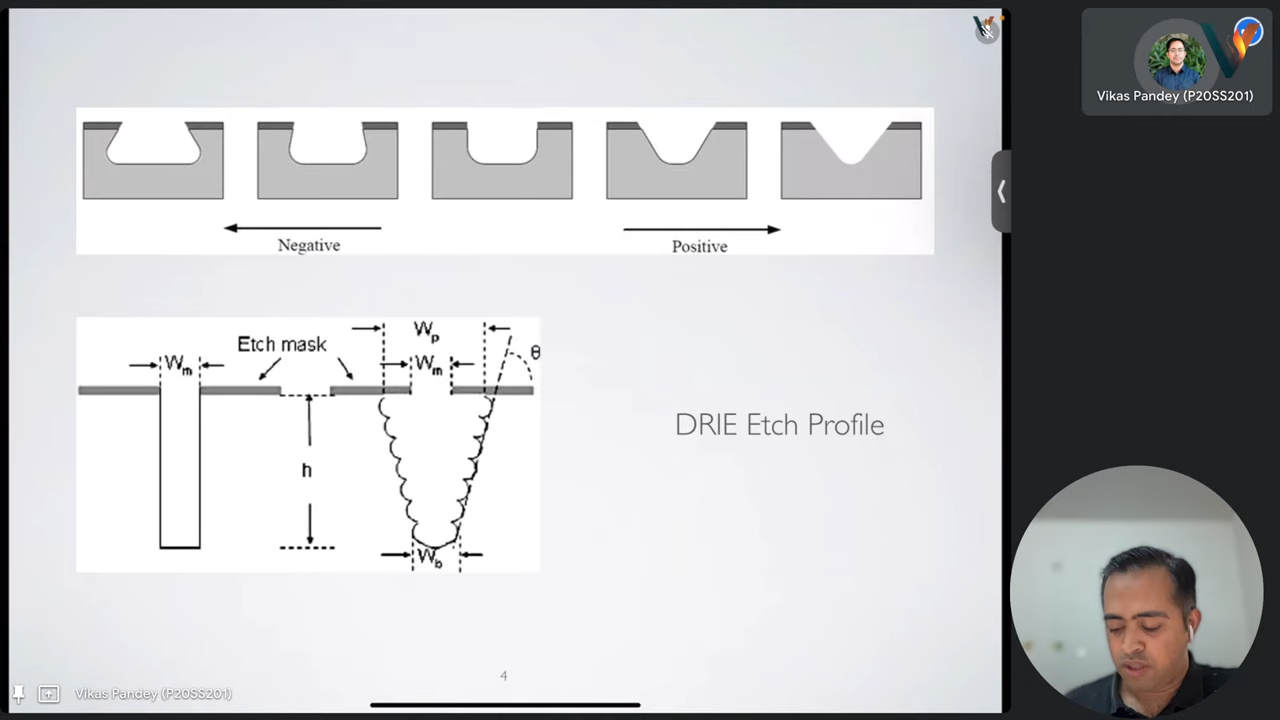 Vikas Pandey (P20SS201)
Negative
Positive
Wp
Etch mask
Wm
Wm
θ
h
Wb
DRIE Etch Profile
4
Vikas Pandey (P20SS201)